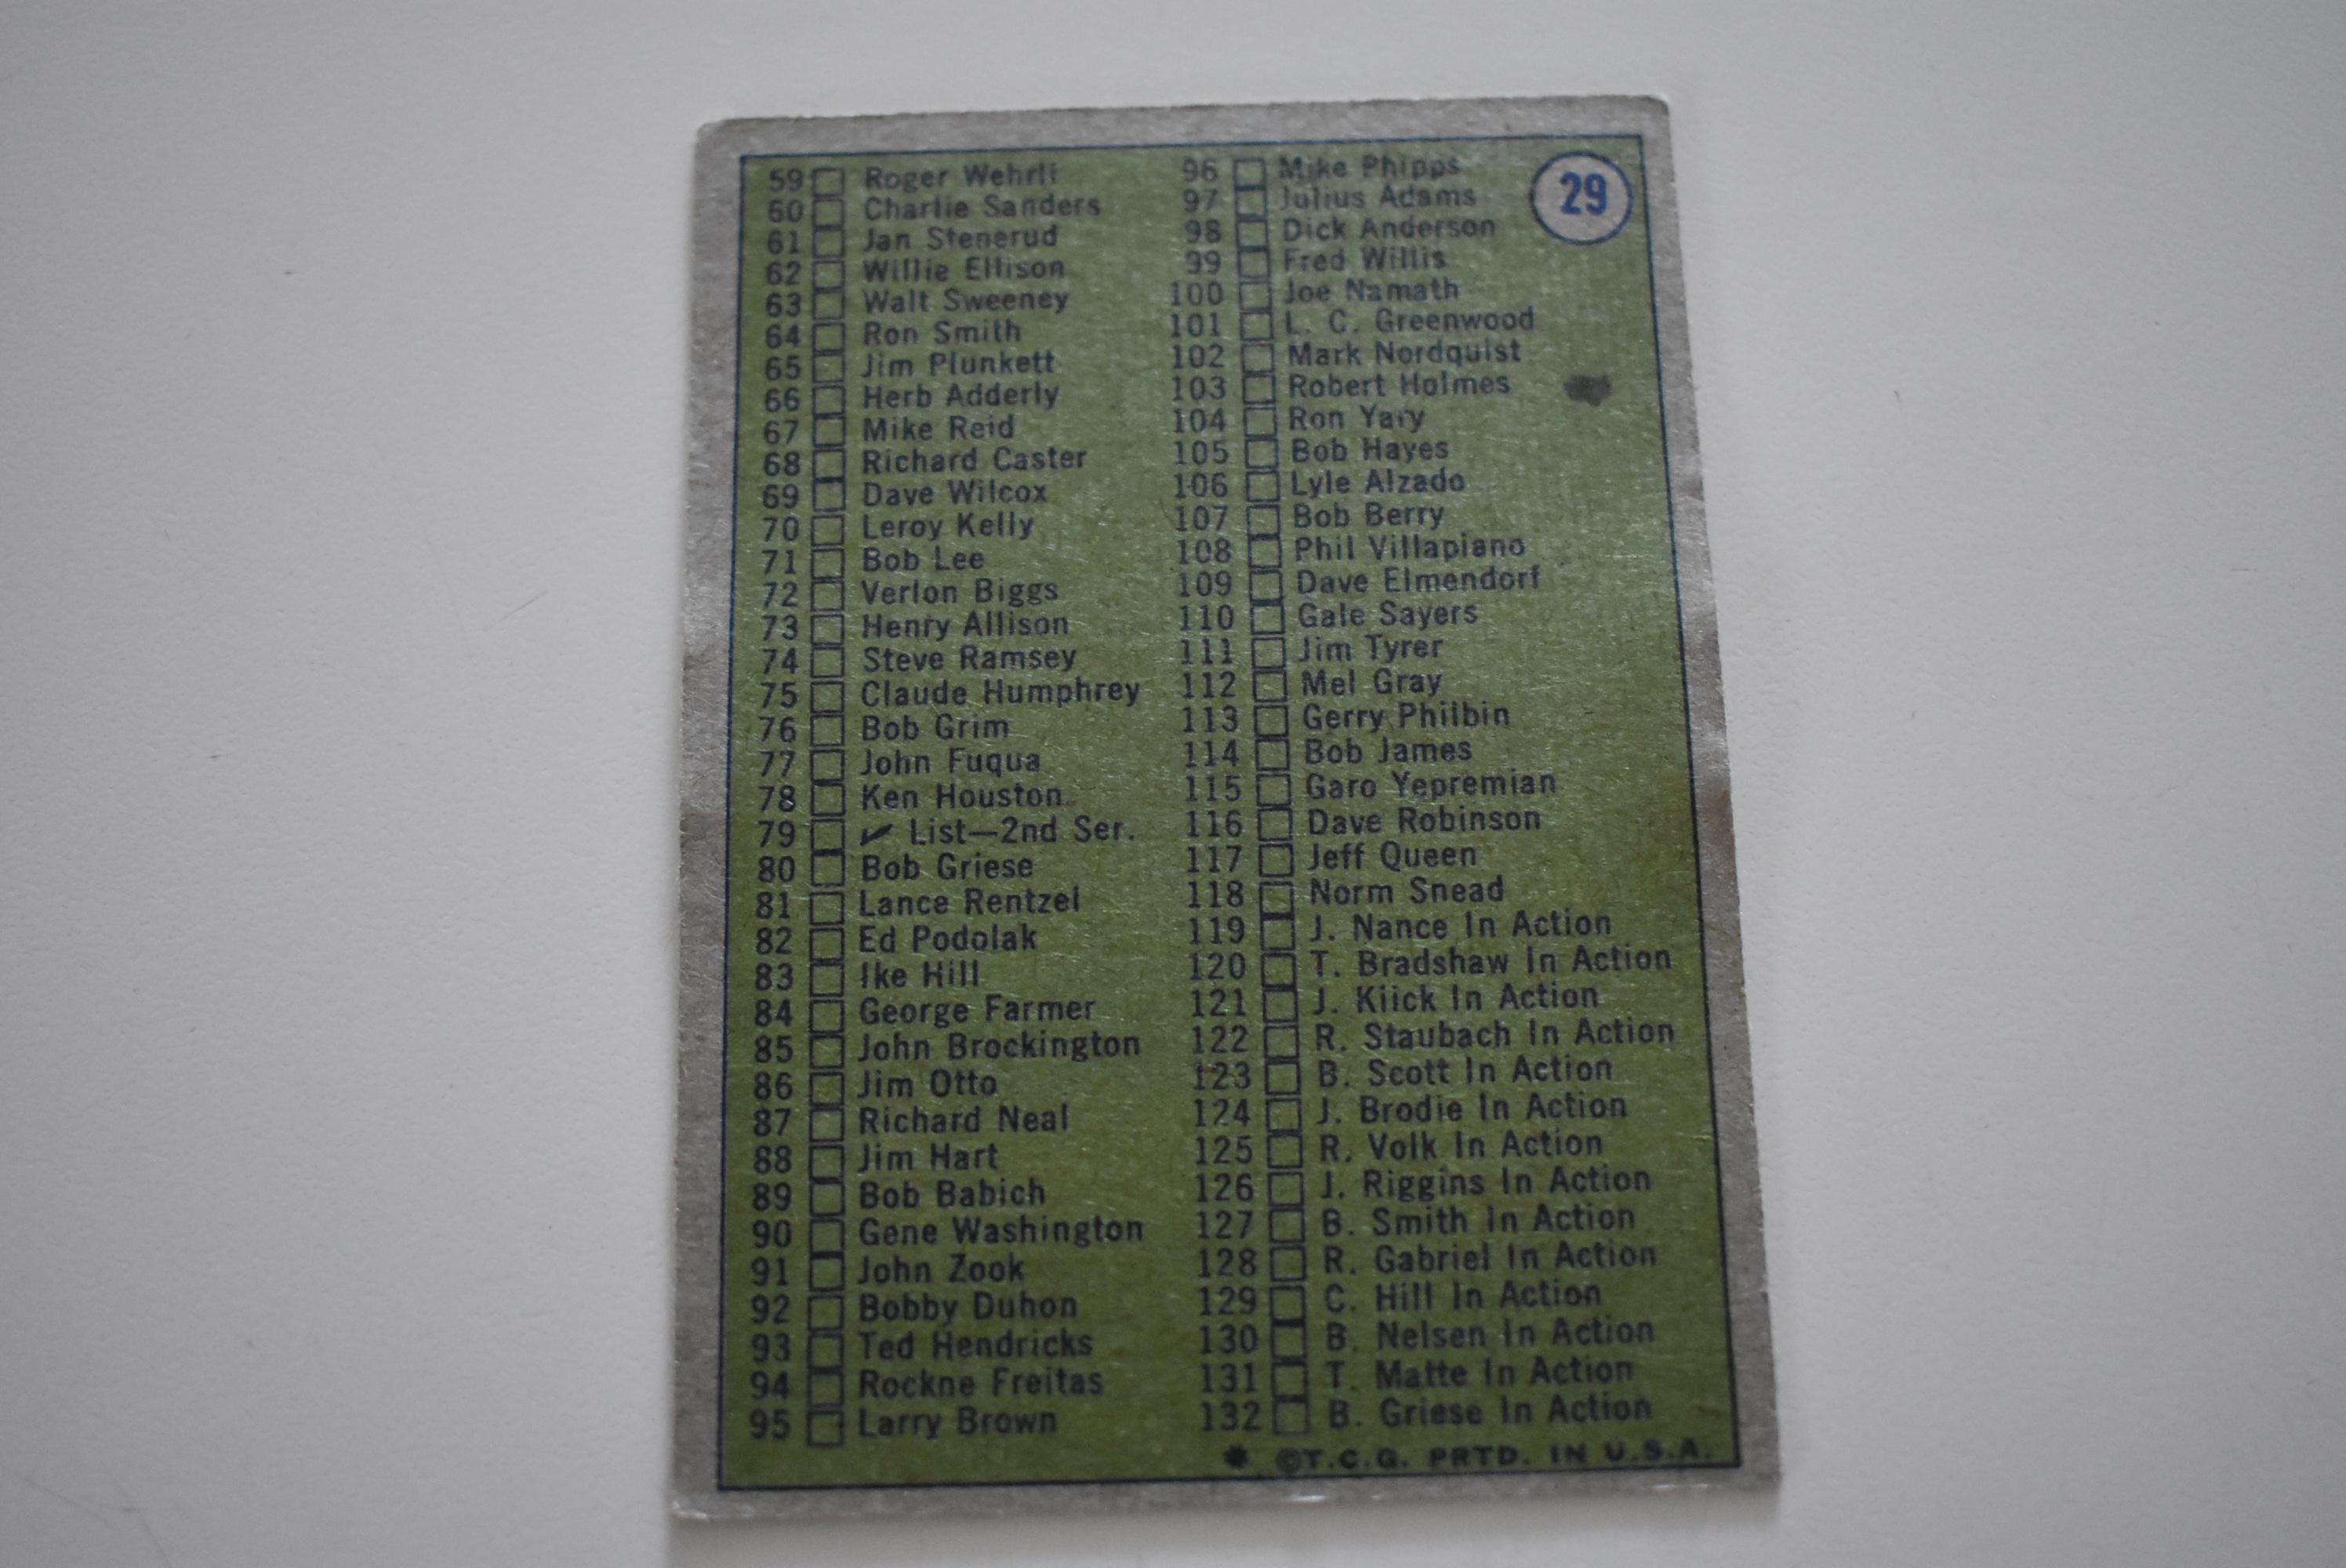 29
59 Roger Wehrli
60 Charlie Sanders
61 Jan Stenerud
62 Willie Ellison
63 Walt Sweeney
64 Ron Smith
65 Jim Plunkett
66 Herb Adderly
67 Mike Reid
68 Richard Caster
69 Dave Wilcox
70 Leroy Kelly
71 Bob Lee
72 Verlon Biggs
73 Henry Allison
74 Steve Ramsey
75 Claude Humphrey
76 Bob Grim
77 John Fuqua
78 Ken Houston
79 ✔ List—2nd Ser.
80 Bob Griese
81 Lance Rentzel
82 Ed Podolak
83 Ike Hill
84 George Farmer
85 John Brockington
86 Jim Otto
87 Richard Neal
88 Jim Hart
89 Bob Babich
90 Gene Washington
91 John Zook
92 Bobby Duhon
93 Ted Hendricks
94 Rockne Freitas
95 Larry Brown
96 Mike Phipps
97 Julius Adams
98 Dick Anderson
99 Fred Willis
100 Joe Namath
101 L. C. Greenwood
102 Mark Nordquist
103 Robert Holmes
104 Ron Yary
105 Bob Hayes
106 Lyle Alzado
107 Bob Berry
108 Phil Villapiano
109 Dave Elmendorf
110 Gale Sayers
111 Jim Tyrer
112 Mel Gray
113 Gerry Philbin
114 Bob James
115 Garo Yepremian
116 Dave Robinson
117 Jeff Queen
118 Norm Snead
119 J. Nance In Action
120 T. Bradshaw In Action
121 J. Kiick In Action
122 R. Staubach In Action
123 B. Scott In Action
124 J. Brodie In Action
125 R. Volk In Action
126 J. Riggins In Action
127 B. Smith In Action
128 R. Gabriel In Action
129 C. Hill In Action
130 B. Nelsen In Action
131 T. Matte In Action
132 B. Griese In Action
* ©T.C.G. PRTD. IN U.S.A.